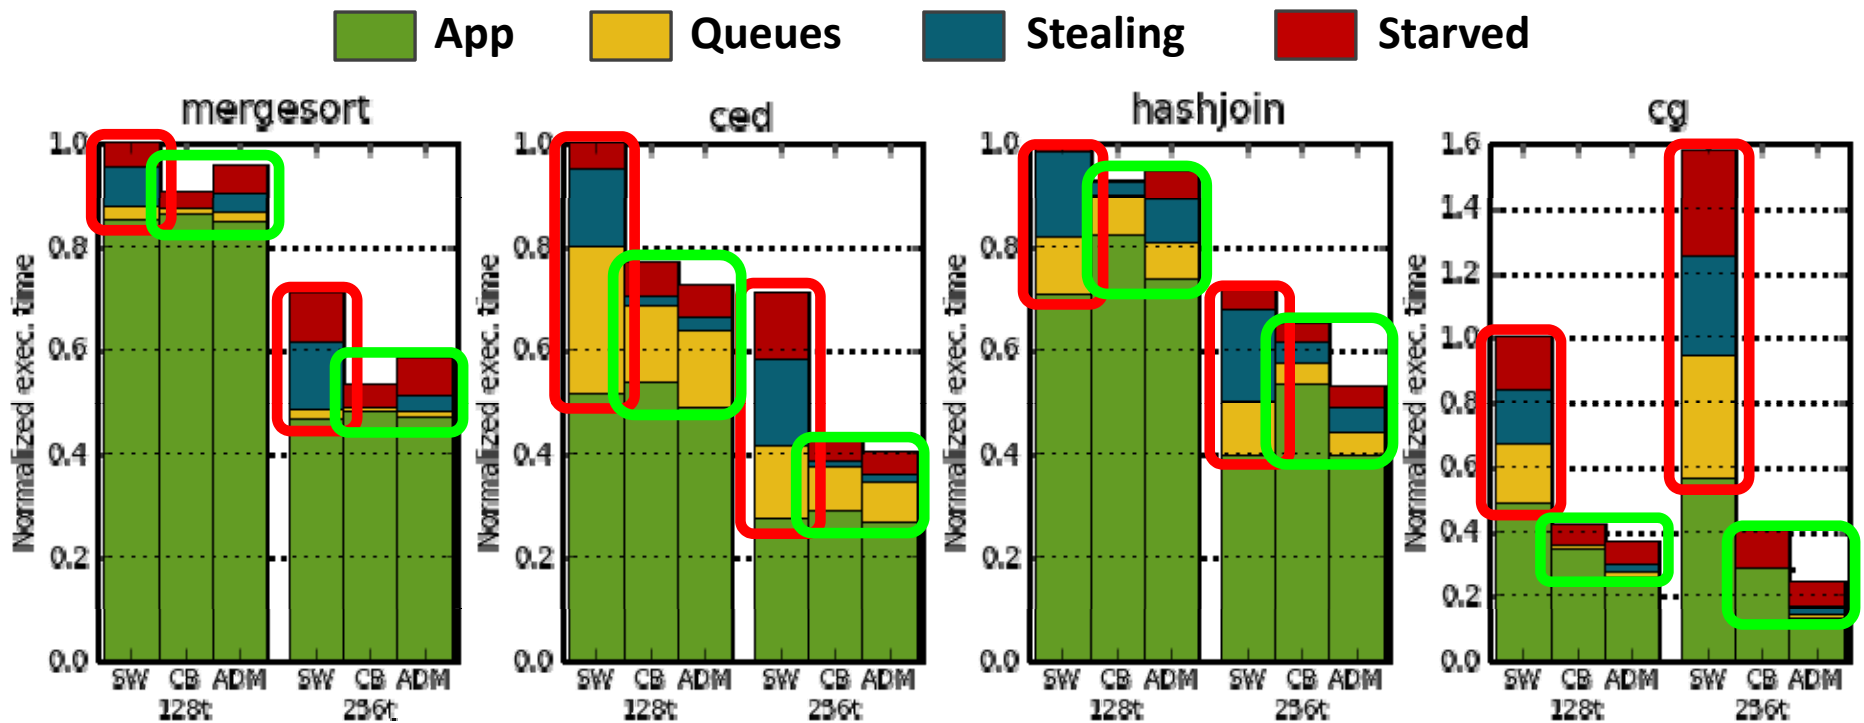 App Queues Stealing Starved
mergesort ced hashjoin cg
Normalized exec. time
1.0
0.8
0.6
0.4
0.2
0.0
SW CB ADM SW CB ADM
128t 256t
Normalized exec. time
1.0
0.8
0.6
0.4
0.2
0.0
SW CB ADM SW CB ADM
128t 256t
Normalized exec. time
1.0
0.8
0.6
0.4
0.2
0.0
SW CB ADM SW CB ADM
128t 256t
Normalized exec. time
1.6
1.4
1.2
1.0
0.8
0.6
0.4
0.2
0.0
SW CB ADM SW CB ADM
128t 256t